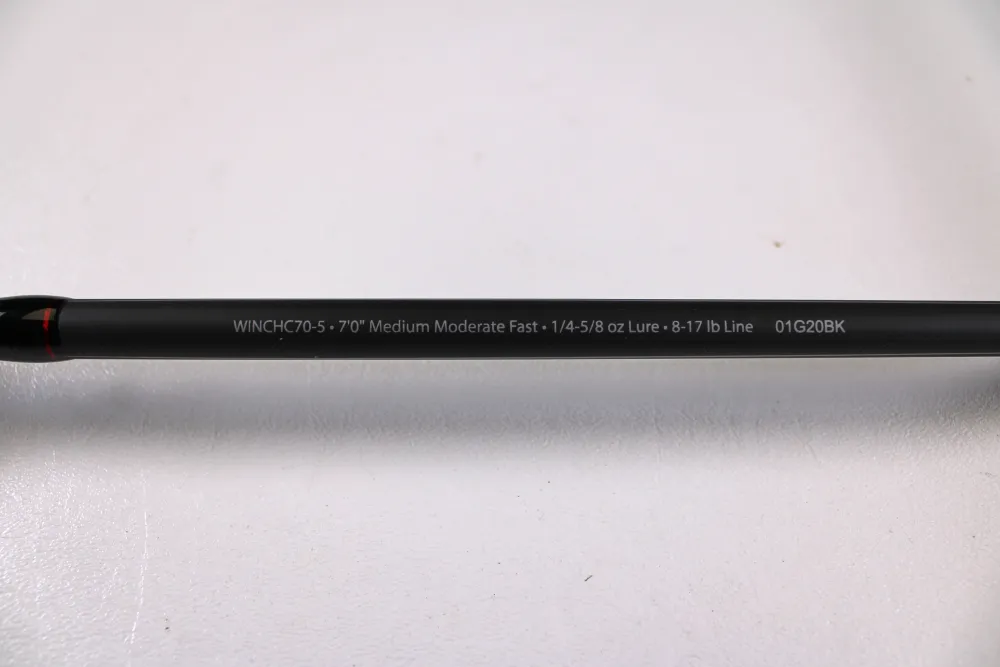 WINCHC70-5 • 7'0" Medium Moderate Fast • 1/4-5/8 oz Lure • 8-17 lb Line 01G20BK